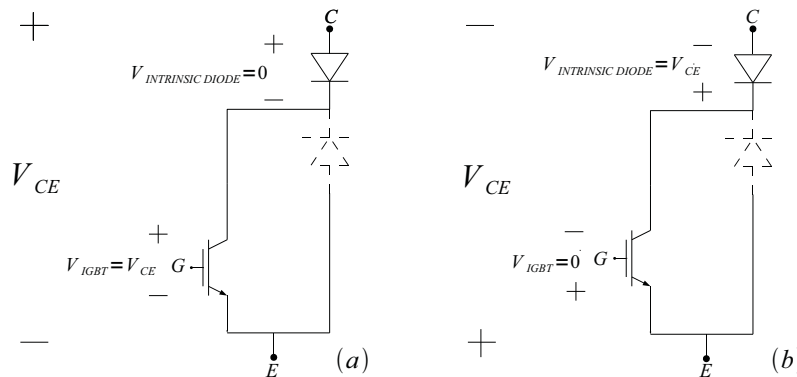 +
C
+
V INTRINSIC DIODE = 0
—
V CE
+
V IGBT = V CE
G
—
—
E
(a)
—
C
—
V INTRINSIC DIODE = V CE
+
V CE
—
V IGBT = 0
G
+
+
E
(b